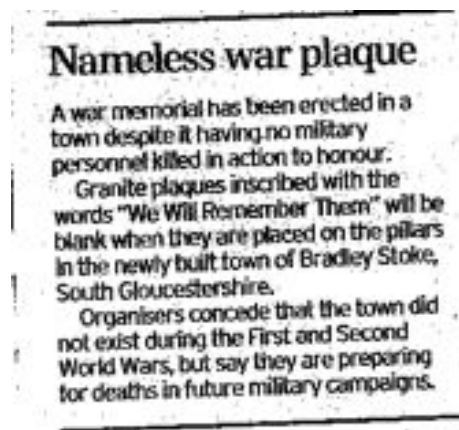 Nameless war plaque
A war memorial has been erected in a
town despite it having no military
personnel killed in action to honour.
Granite plaques inscribed with the
words "We Will Remember Them" will be
blank when they are placed on the pillars
in the newly built town of Bradley Stoke,
South Gloucestershire.
Organisers concede that the town did
not exist during the First and Second
World Wars, but say they are preparing
for deaths in future military campaigns.